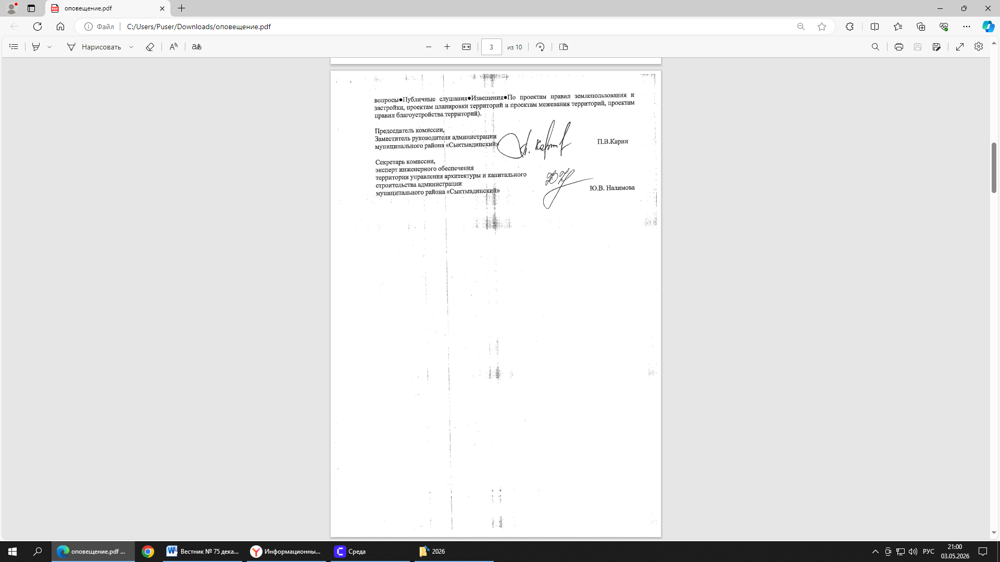 оповещение.pdf
Файл
C:/Users/Puser/Downloads/оповещение.pdf
Нарисовать
3
из 10
вопросы●Публичные слушания●Извещения●По проектам правил землепользования и
застройки, проектам планировки территорий и проектам межевания территорий, проектам
правил благоустройства территорий).
Председатель комиссии,
Заместитель руководителя администрации
муниципального района «Сыктывдинский»
П.В.Карин
Секретарь комиссии,
эксперт инженерного обеспечения
территории управления архитектуры и капитального
строительства администрации
муниципального района «Сыктывдинский»
Ю.В. Налимова
оповещение.pdf ...
Вестник № 75 дека...
Информационны...
Среда
2026
РУС
21:00
03.05.2026